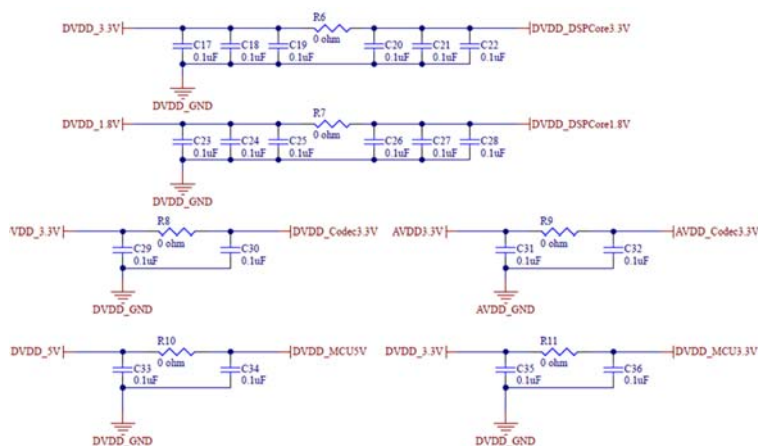 R6
DVDD_3.3V DVDD_DSPCore3.3V
0 ohm
C17 C18 C19 C20 C21 C22
0.1uF 0.1uF 0.1uF 0.1uF 0.1uF 0.1uF
DVDD_GND
R7
DVDD_1.8V DVDD_DSPCore1.8V
0 ohm
C23 C24 C25 C26 C27 C28
0.1uF 0.1uF 0.1uF 0.1uF 0.1uF 0.1uF
DVDD_GND
R8 R9
VDD_3.3V DVDD_Codec3.3V AVDD3.3V AVDD_Codec3.3V
0 ohm 0 ohm
C29 C30 C31 C32
0.1uF 0.1uF 0.1uF 0.1uF
DVDD_GND AVDD_GND
R10 R11
DVDD_5V DVDD_MCU5V DVDD_3.3V DVDD_MCU3.3V
0 ohm 0 ohm
C33 C34 C35 C36
0.1uF 0.1uF 0.1uF 0.1uF
DVDD_GND DVDD_GND